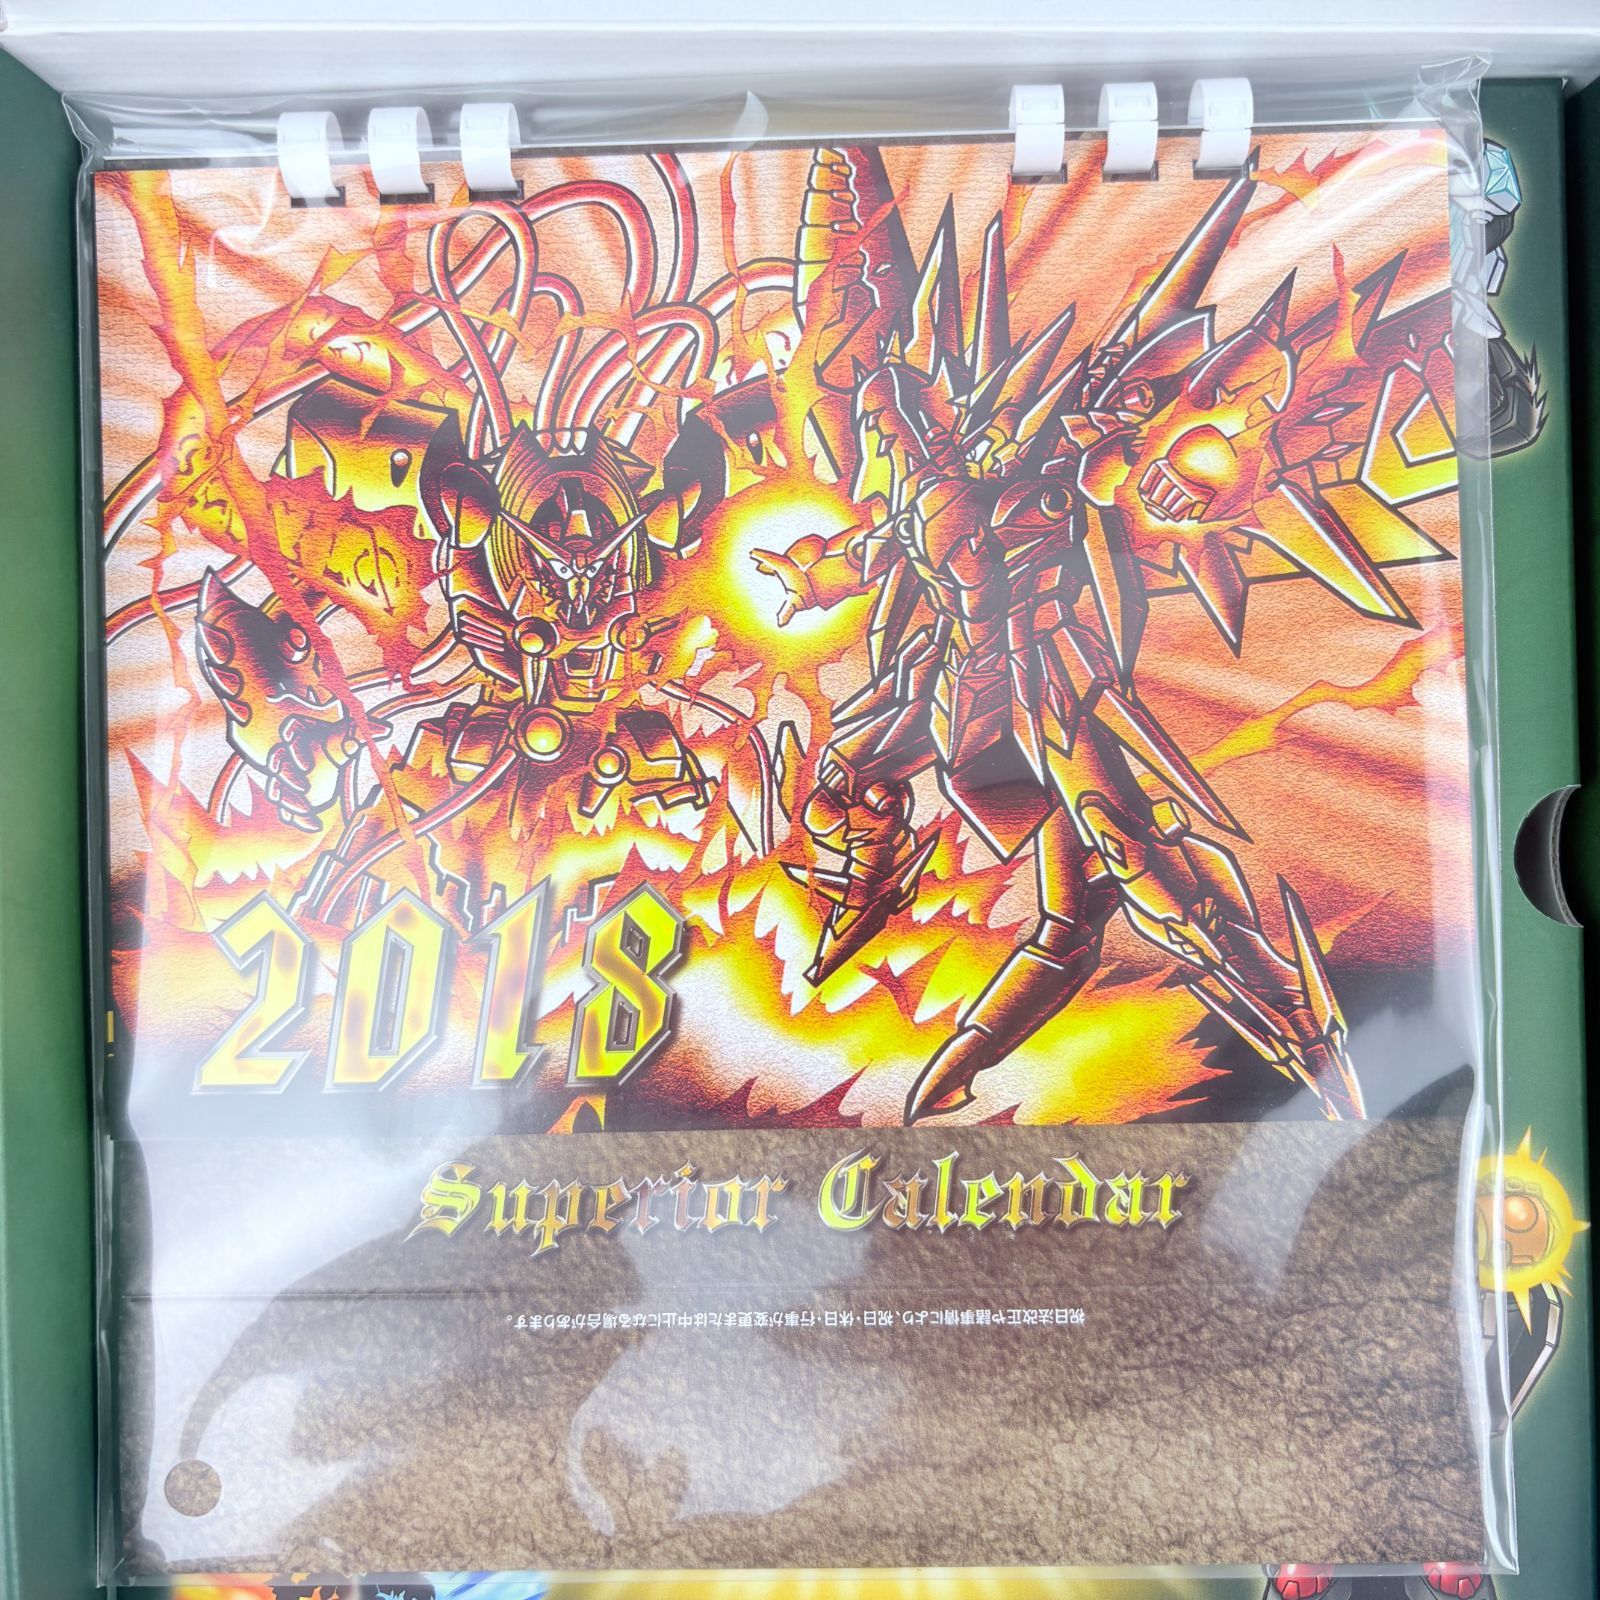 2018
Superior Calendar
祝日法改正や諸事情により、祝日・休日・行事が変更または中止になる場合があります。